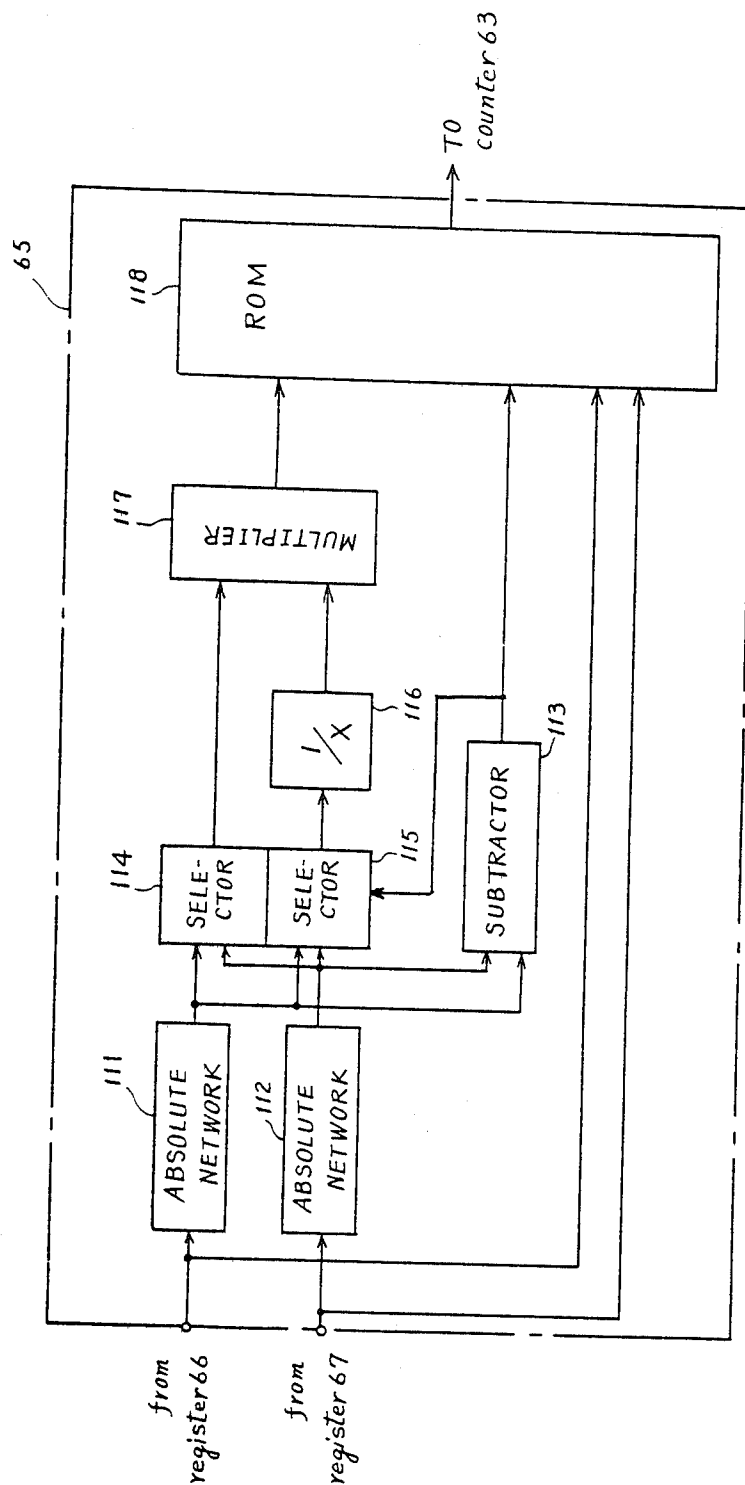 65
from
register 66
from
register 67
111
ABSOLUTE
NETWORK
112
ABSOLUTE
NETWORK
114
SELE-
CTOR
SELE-
CTOR
115
1/X
116
SUBTRACTOR
113
117
MULTIPLIER
118
ROM
TO
counter 63